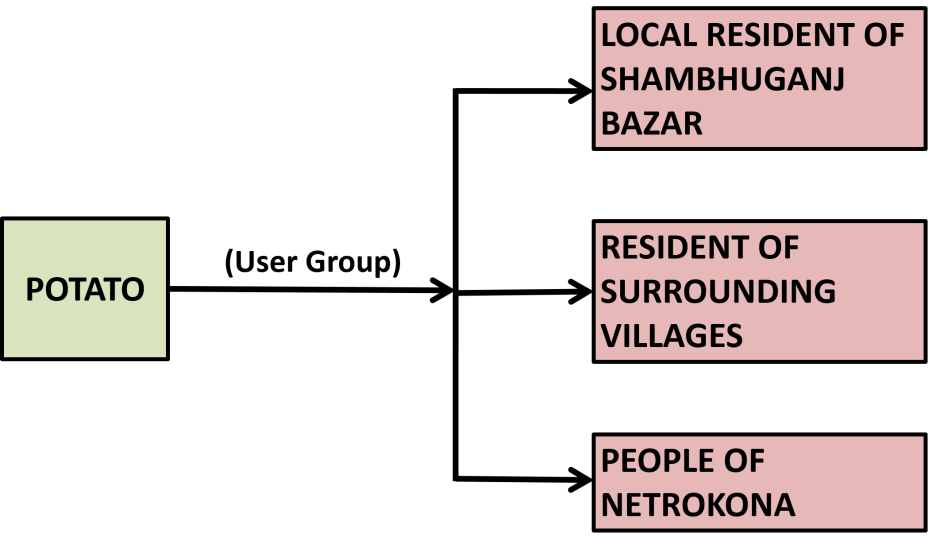 POTATO
(User Group)
LOCAL RESIDENT OF
SHAMBHUGANJ
BAZAR
RESIDENT OF
SURROUNDING
VILLAGES
PEOPLE OF
NETROKONA